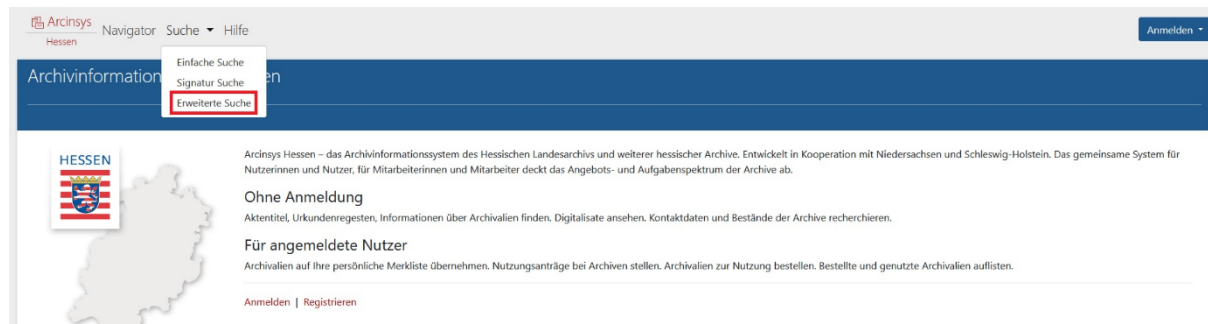 Arcinsys
Hessen
Navigator Suche Hilfe
Anmelden
Einfache Suche
Signatur Suche
Erweiterte Suche
Archivinformation en
HESSEN
Arcinsys Hessen – das Archivinformationssystem des Hessischen Landesarchivs und weiterer hessischer Archive. Entwickelt in Kooperation mit Niedersachsen und Schleswig-Holstein. Das gemeinsame System für
Nutzerinnen und Nutzer, für Mitarbeiterinnen und Mitarbeiter deckt das Angebots- und Aufgabenspektrum der Archive ab.
Ohne Anmeldung
Aktentitel, Urkundenregesten, Informationen über Archivalien finden. Digitalisate ansehen. Kontaktdaten und Bestände der Archive recherchieren.
Für angemeldete Nutzer
Archivalien auf Ihre persönliche Merkliste übernehmen. Nutzungsanträge bei Archiven stellen. Archivalien zur Nutzung bestellen. Bestellte und genutzte Archivalien auflisten.
Anmelden | Registrieren